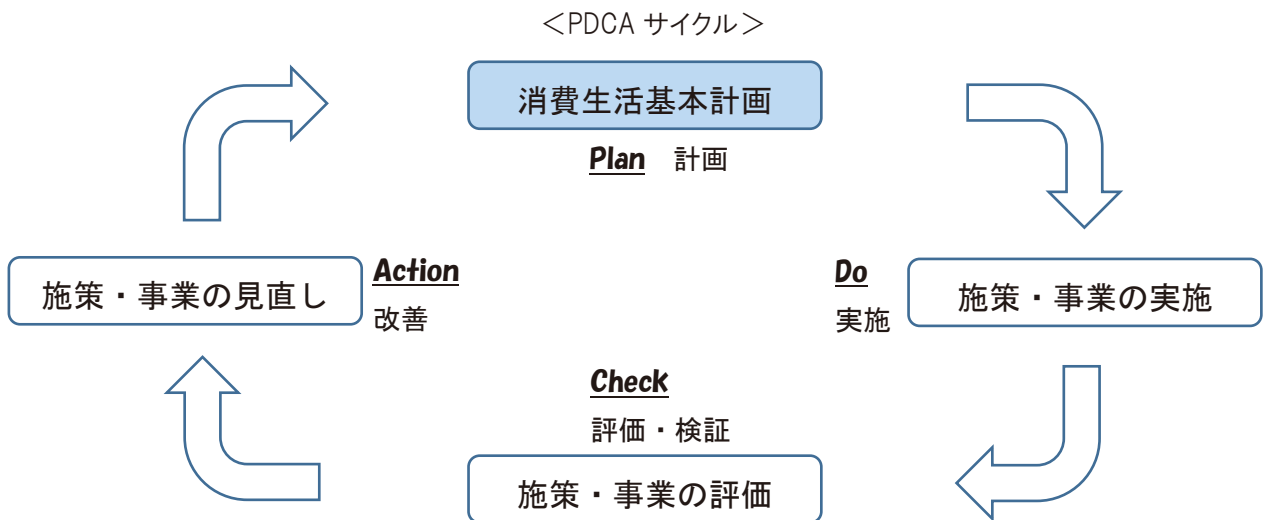 ＜PDCA サイクル＞
消費生活基本計画
Plan 計画
施策・事業の見直し
Action
改善
Do
実施
施策・事業の実施
Check
評価・検証
施策・事業の評価